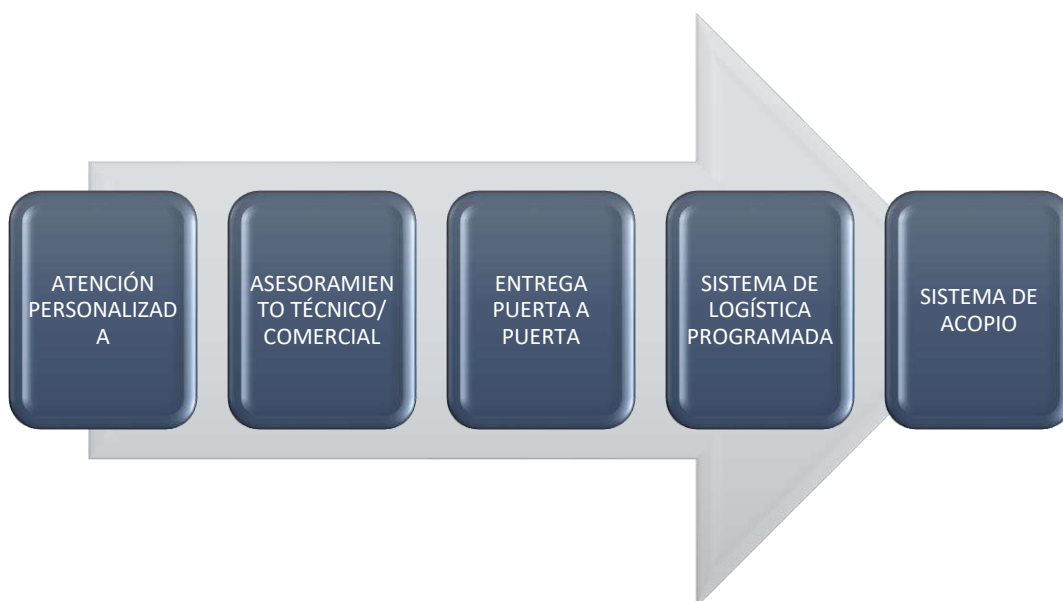 ATENCIÓN
PERSONALIZAD
A
ASESORAMIEN
TO TÉCNICO/
COMERCIAL
ENTREGA
PUERTA A
PUERTA
SISTEMA DE
LOGÍSTICA
PROGRAMADA
SISTEMA DE
ACOPIO